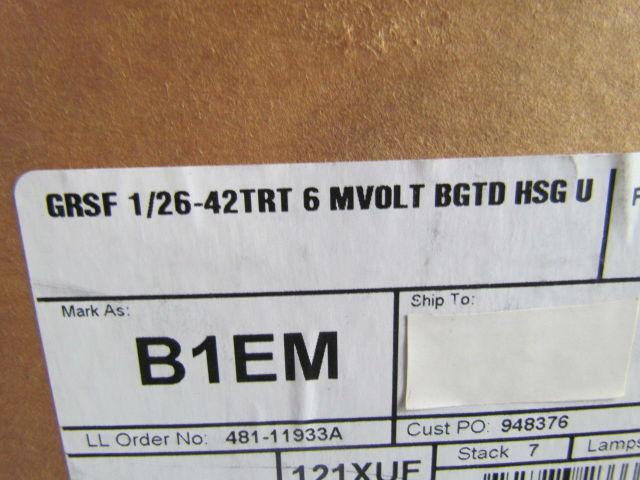 GRSF 1/26-42TRT 6 MVOLT BGTD HSG U
Mark As:
B1EM
Ship To:
LL Order No: 481-11933A
Cust PO: 948376
Stack 7
Lamps
121XUF